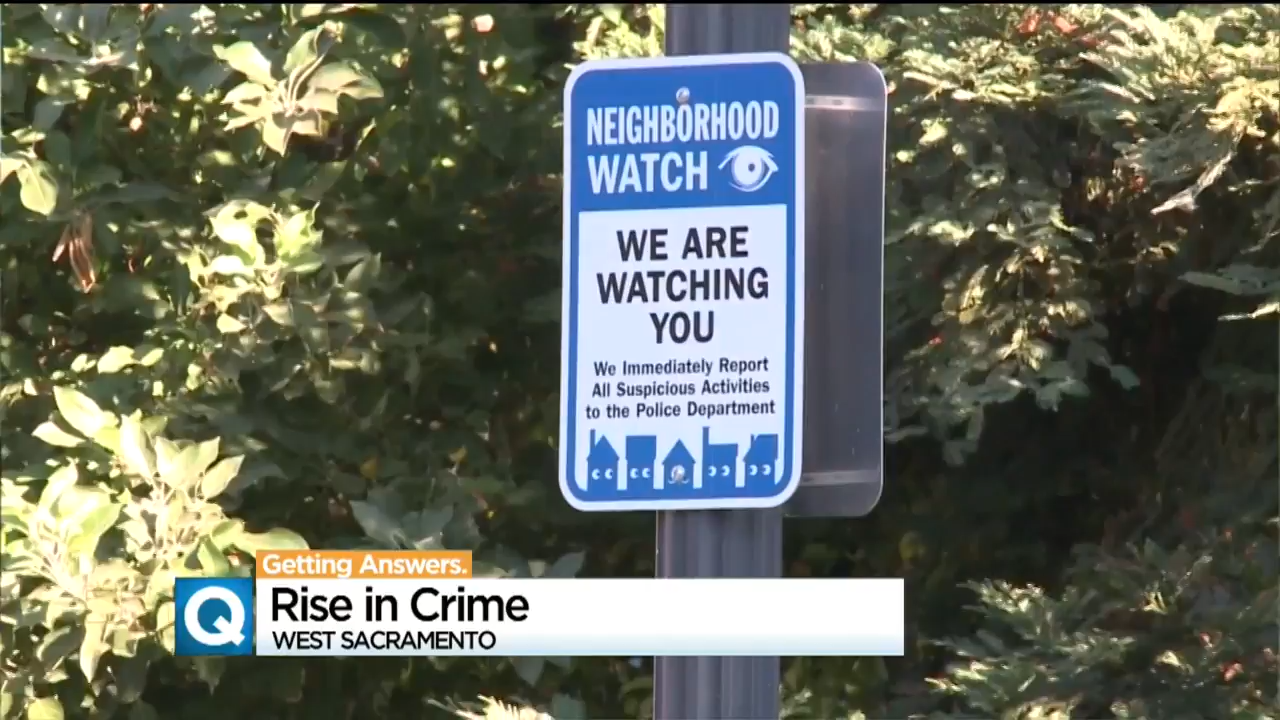 NEIGHBORHOOD
WATCH
WE ARE
WATCHING
YOU
We Immediately Report
All Suspicious Activities
to the Police Department
Getting Answers.
Q
Rise in Crime
WEST SACRAMENTO